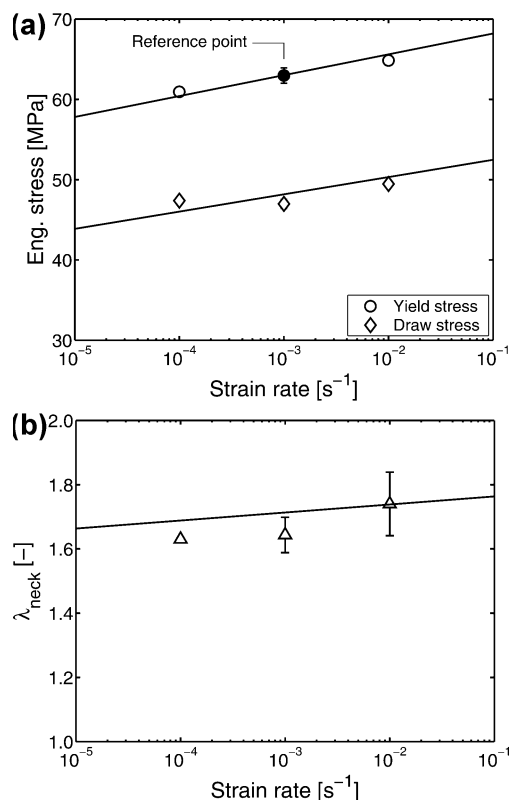 (a)
70
60
50
40
30
Eng. stress [MPa]
Reference point
Yield stress
Draw stress
10⁻⁵ 10⁻⁴ 10⁻³ 10⁻² 10⁻¹
Strain rate [s⁻¹]
(b)
2.0
1.8
1.6
1.4
1.2
1.0
λneck [−]
10⁻⁵ 10⁻⁴ 10⁻³ 10⁻² 10⁻¹
Strain rate [s⁻¹]